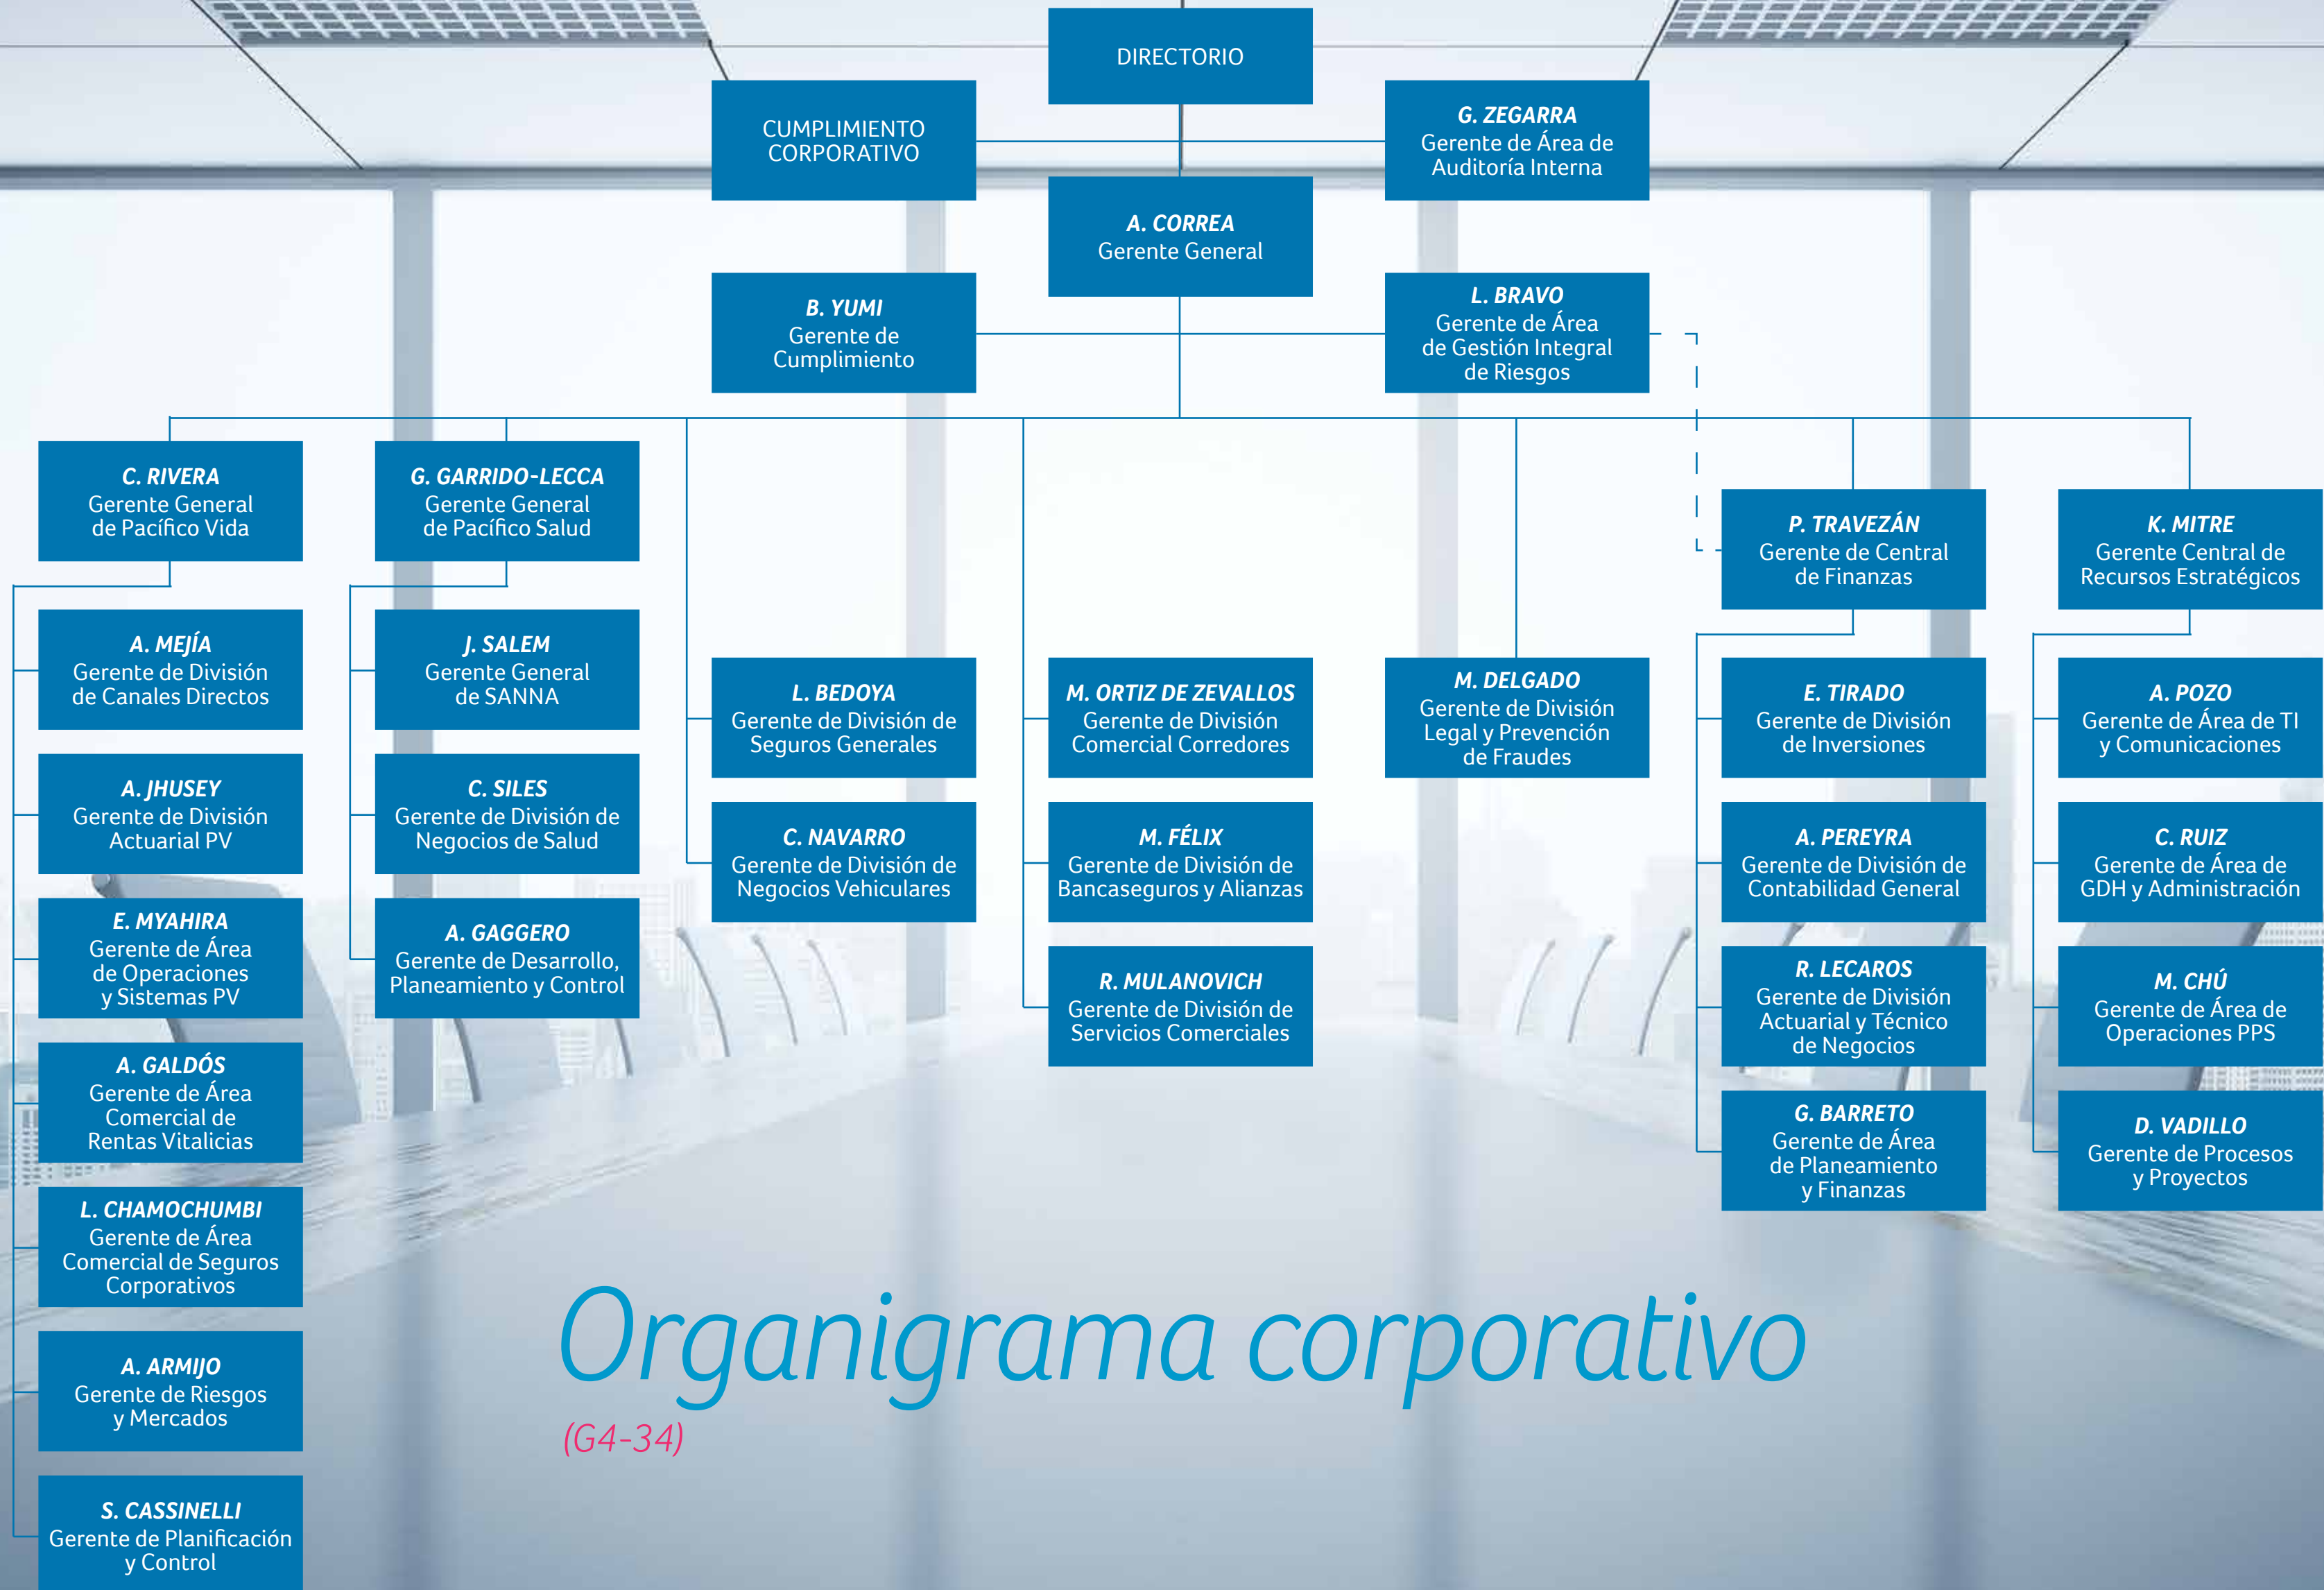 DIRECTORIO
CUMPLIMIENTO
CORPORATIVO
G. ZEGARRA
Gerente de Área de
Auditoría Interna
A. CORREA
Gerente General
B. YUMI
Gerente de
Cumplimiento
L. BRAVO
Gerente de Área
de Gestión Integral
de Riesgos
C. RIVERA
Gerente General
de Pacífico Vida
A. MEJÍA
Gerente de División
de Canales Directos
A. JHUSEY
Gerente de División
Actuarial PV
E. MYAHIRA
Gerente de Área
de Operaciones
y Sistemas PV
A. GALDÓS
Gerente de Área
Comercial de
Rentas Vitalicias
L. CHAMOCHUMBI
Gerente de Área
Comercial de Seguros
Corporativos
A. ARMIJO
Gerente de Riesgos
y Mercados
S. CASSINELLI
Gerente de Planificación
y Control
G. GARRIDO-LECCA
Gerente General
de Pacífico Salud
J. SALEM
Gerente General
de SANNA
C. SILES
Gerente de División de
Negocios de Salud
A. GAGGERO
Gerente de Desarrollo,
Planeamiento y Control
L. BEDOYA
Gerente de División de
Seguros Generales
C. NAVARRO
Gerente de División de
Negocios Vehiculares
M. ORTIZ DE ZEVALLOS
Gerente de División
Comercial Corredores
M. FÉLIX
Gerente de División de
Bancaseguros y Alianzas
R. MULANOVICH
Gerente de División de
Servicios Comerciales
M. DELGADO
Gerente de División
Legal y Prevención
de Fraudes
P. TRAVEZÁN
Gerente de Central
de Finanzas
E. TIRADO
Gerente de División
de Inversiones
A. PEREYRA
Gerente de División de
Contabilidad General
R. LECAROS
Gerente de División
Actuarial y Técnico
de Negocios
G. BARRETO
Gerente de Área
de Planeamiento
y Finanzas
K. MITRE
Gerente Central de
Recursos Estratégicos
A. POZO
Gerente de Área de TI
y Comunicaciones
C. RUIZ
Gerente de Área de
GDH y Administración
M. CHÚ
Gerente de Área de
Operaciones PPS
D. VADILLO
Gerente de Procesos
y Proyectos
Organigrama corporativo
(G4-34)